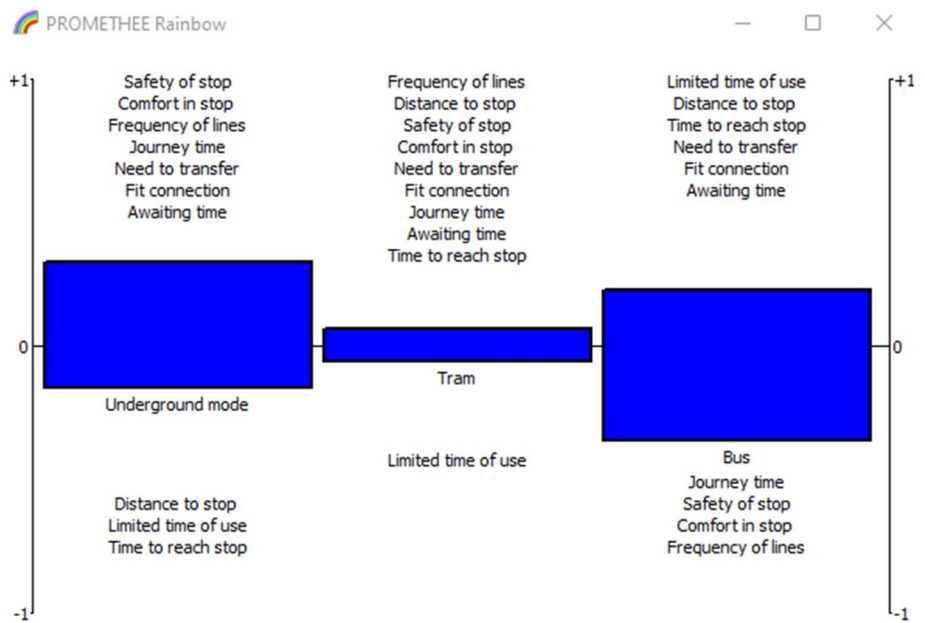 PROMETHEE Rainbow
+1
Safety of stop
Comfort in stop
Frequency of lines
Journey time
Need to transfer
Fit connection
Awaiting time
Frequency of lines
Distance to stop
Safety of stop
Comfort in stop
Need to transfer
Fit connection
Journey time
Awaiting time
Time to reach stop
Limited time of use
Distance to stop
Time to reach stop
Need to transfer
Fit connection
Awaiting time
+1
0
0
Underground mode
Tram
Bus
Distance to stop
Limited time of use
Time to reach stop
Limited time of use
Journey time
Safety of stop
Comfort in stop
Frequency of lines
-1
-1